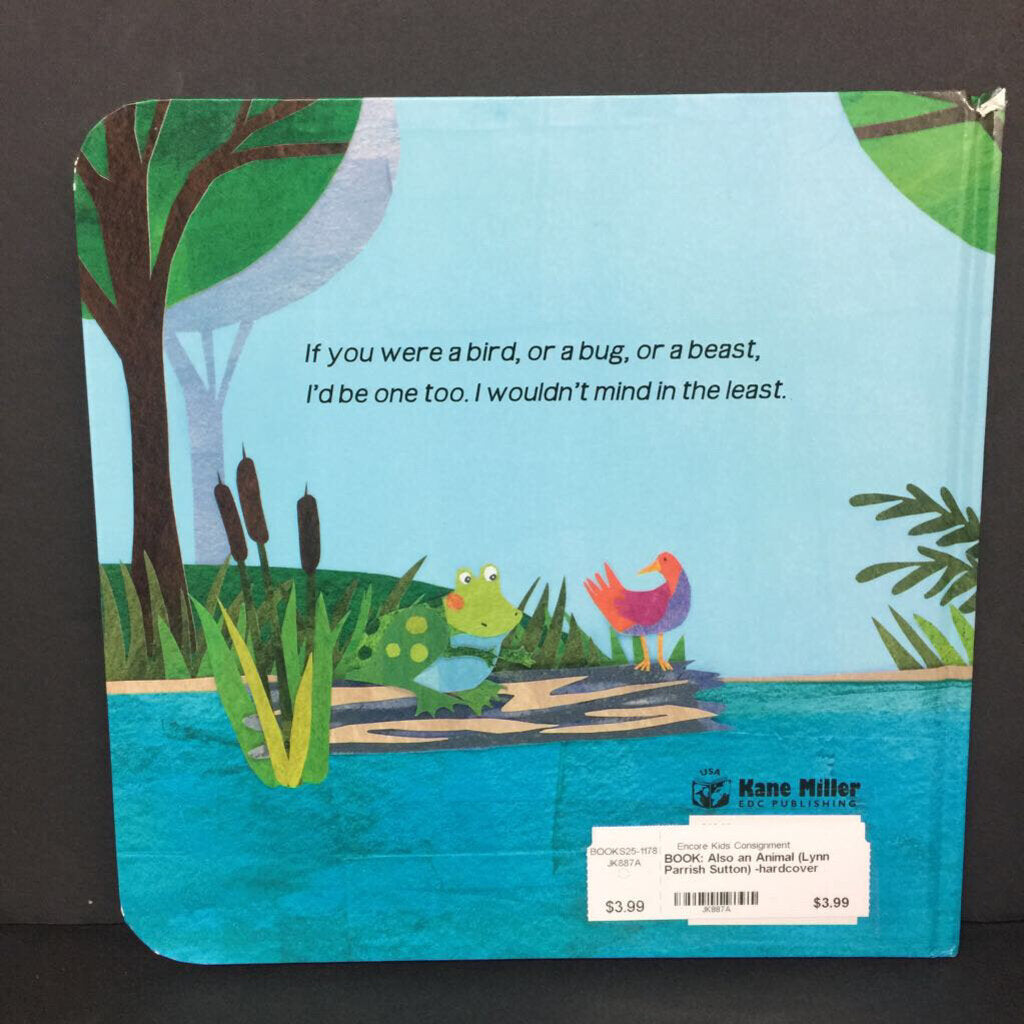 If you were a bird, or a bug, or a beast,
I'd be one too. I wouldn't mind in the least.
USA
Kane Miller
EDC PUBLISHING
BOOKS25-1178
JK887A
$3.99
Encore Kids Consignment
BOOK: Also an Animal (Lynn
Parrish Sutton) -hardcover
JK887A
$3.99